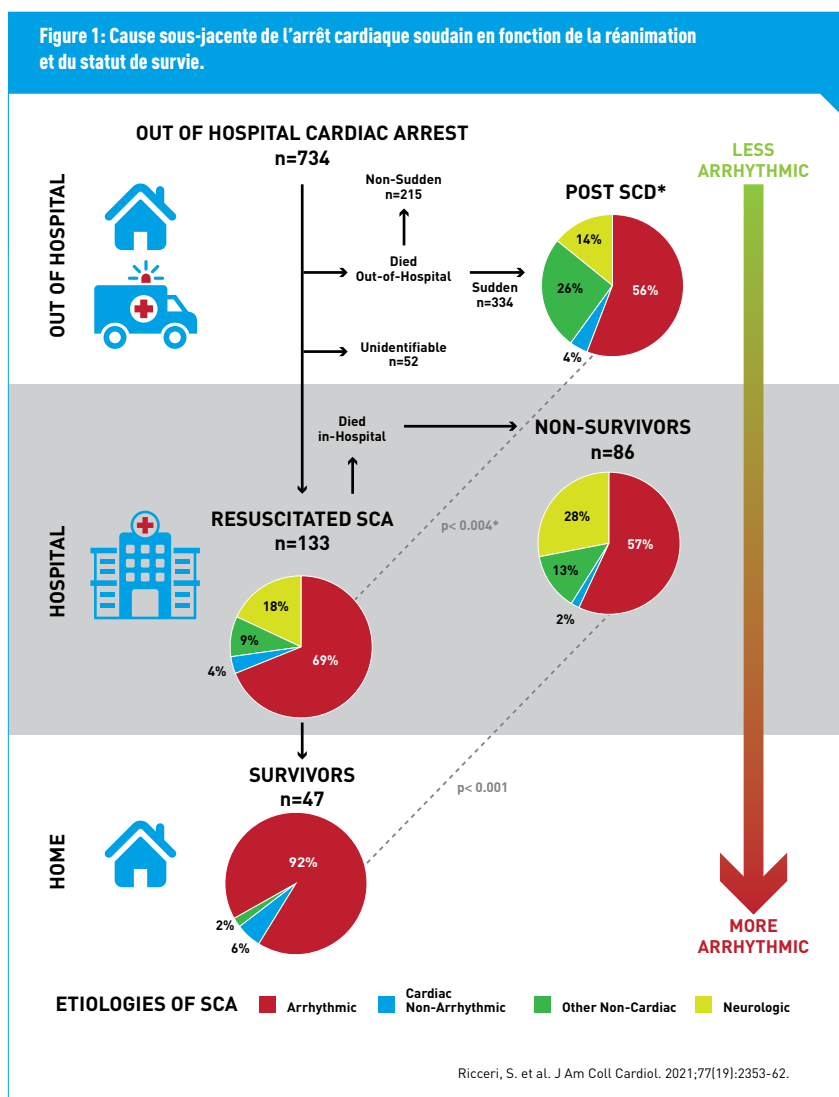 Figure 1: Cause sous-jacente de l'arrêt cardiaque soudain en fonction de la réanimation
et du statut de survie.
OUT OF HOSPITAL CARDIAC ARREST
n=734
LESS
ARRHYTHMIC
OUT OF HOSPITAL
Non-Sudden
n=215
POST SCD*
Died
Out-of-Hospital
Sudden
n=334
14%
26%
56%
4%
Unidentifiable
n=52
HOSPITAL
Died
in-Hospital
NON-SURVIVORS
n=86
28%
13%
57%
2%
p< 0.004*
RESUSCITATED SCA
n=133
18%
9%
4%
69%
HOME
SURVIVORS
n=47
p< 0.001
92%
2%
6%
MORE
ARRHYTHMIC
ETIOLOGIES OF SCA
Arrhythmic
Cardiac
Non-Arrhythmic
Other Non-Cardiac
Neurologic
Ricceri, S. et al. J Am Coll Cardiol. 2021;77(19):2353-62.